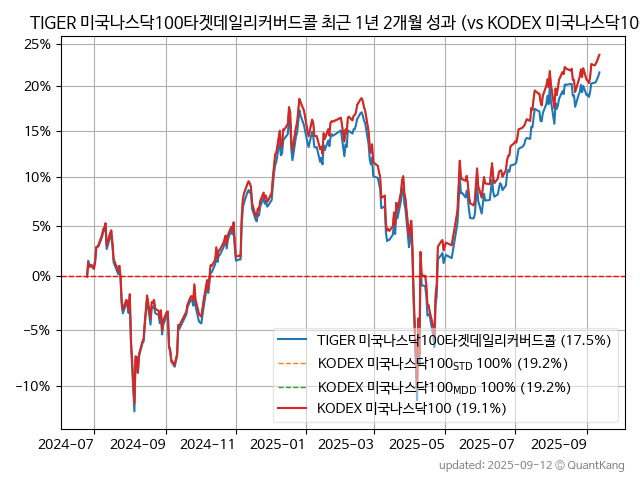 TIGER 미국나스닥100타겟데일리커버드콜 최근 1년 2개월 성과 (vs KODEX 미국나스닥10
25%
20%
15%
10%
5%
0%
−5%
−10%
TIGER 미국나스닥100타겟데일리커버드콜 (17.5%)
KODEX 미국나스닥100STD 100% (19.2%)
KODEX 미국나스닥100MDD 100% (19.2%)
KODEX 미국나스닥100 (19.1%)
2024-07 2024-09 2024-11 2025-01 2025-03 2025-05 2025-07 2025-09
updated: 2025-09-12 © QuantKang